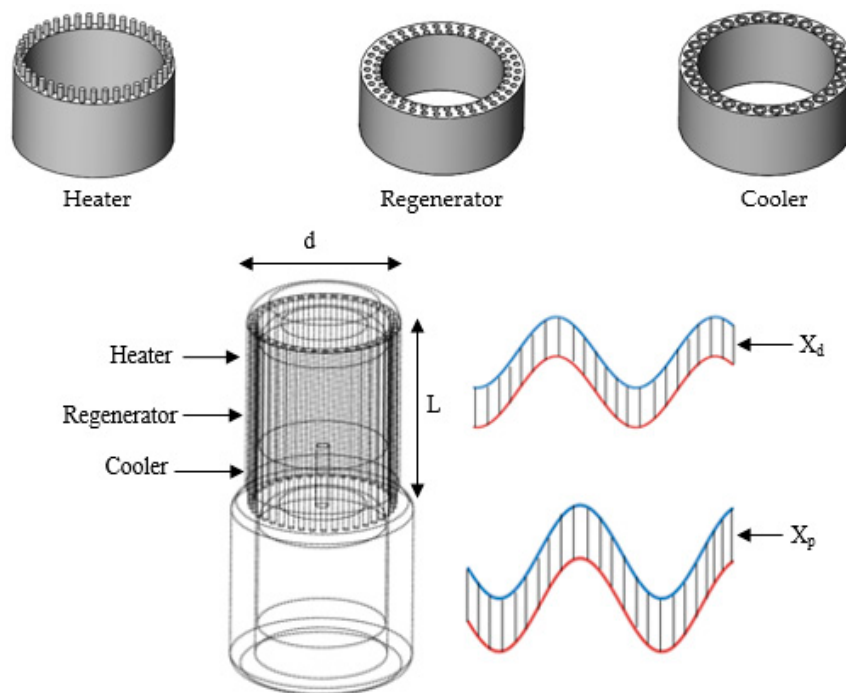 Heater
Regenerator
Cooler
d
Heater
Regenerator
Cooler
L
Xd
Xp